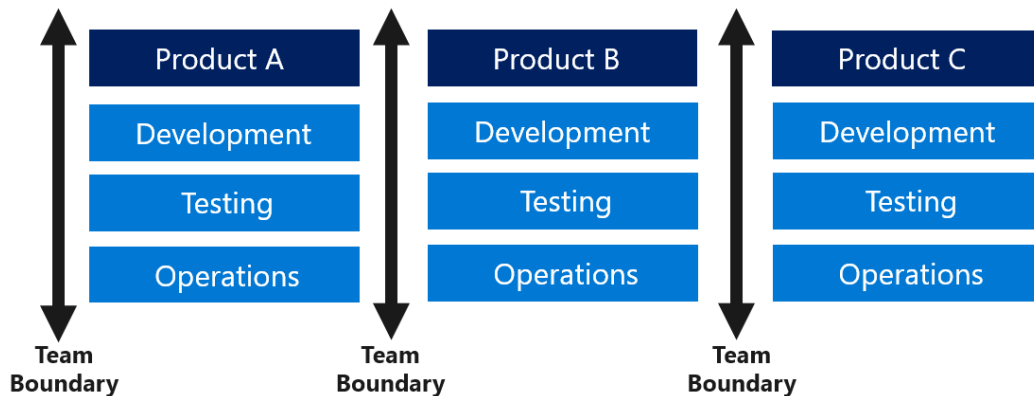 Product A
Product B
Product C
Development
Development
Development
Testing
Testing
Testing
Operations
Operations
Operations
Team
Boundary
Team
Boundary
Team
Boundary